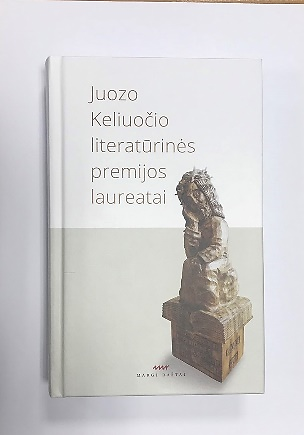 Juozo
Keliuočio
literatūrinės
premijos
laureatai
MARGI RAŠTAI